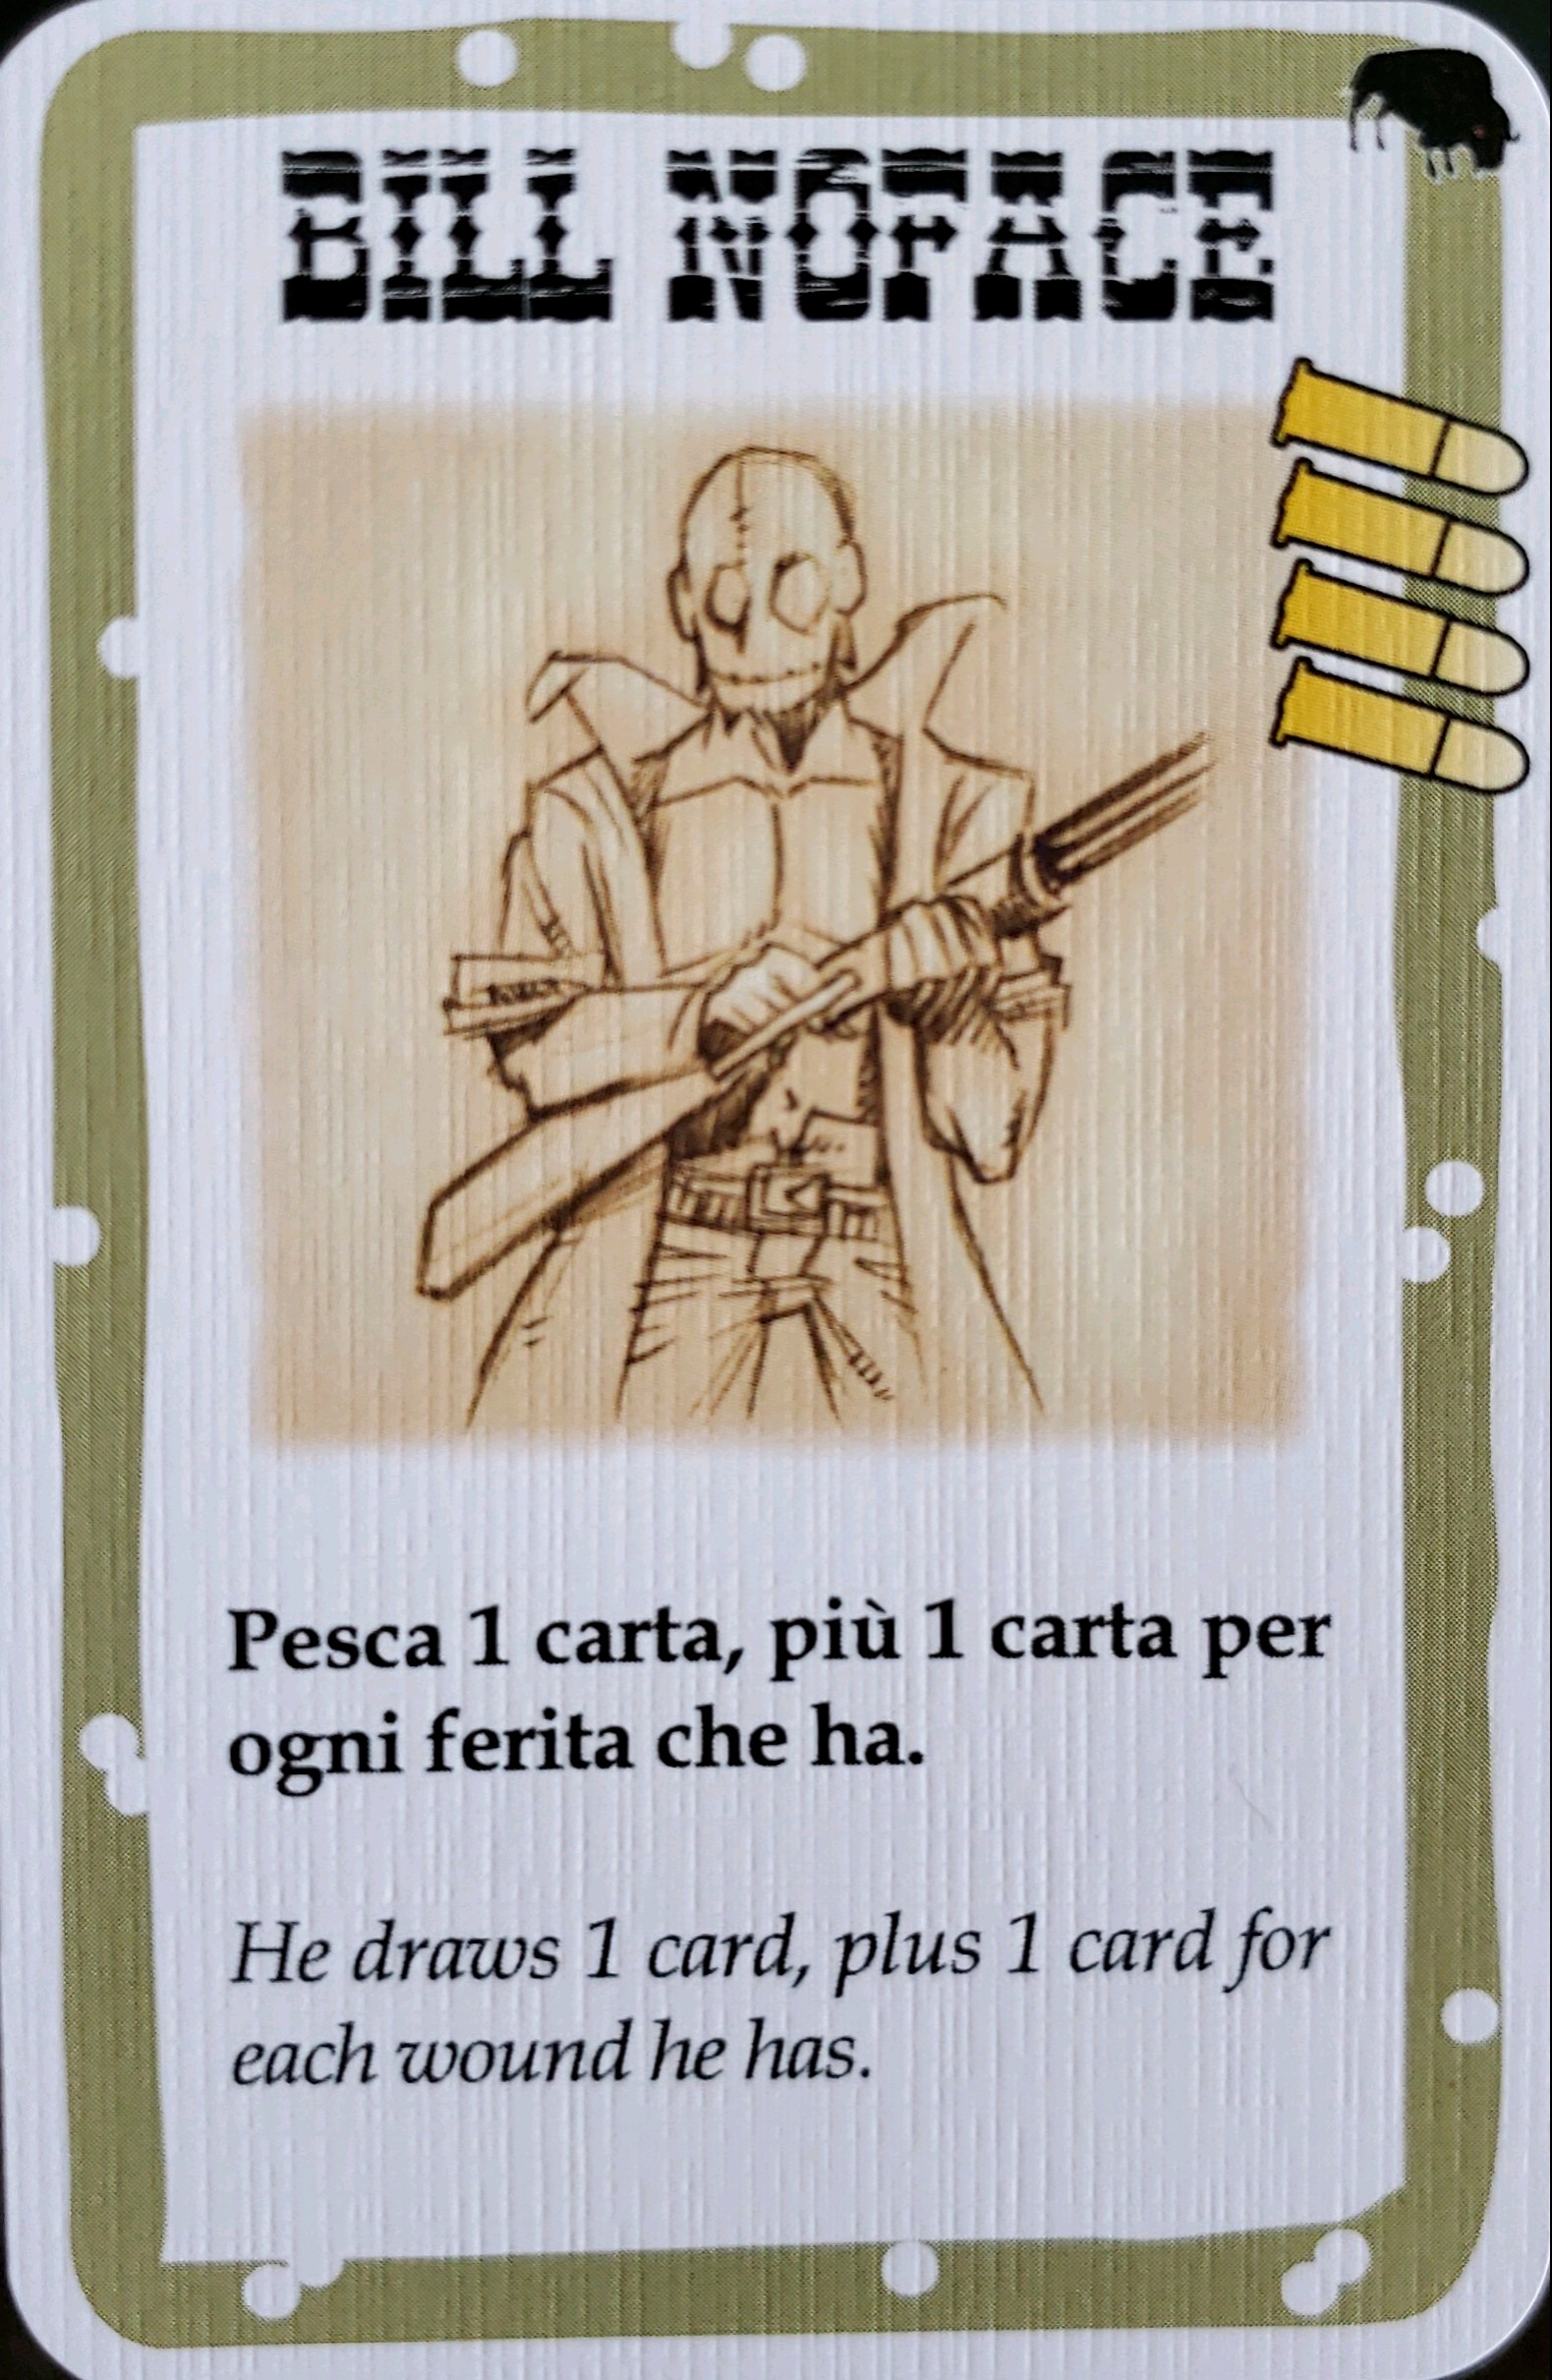 BILL NOFACE
Pesca 1 carta, più 1 carta per
ogni ferita che ha.
He draws 1 card, plus 1 card for
each wound he has.